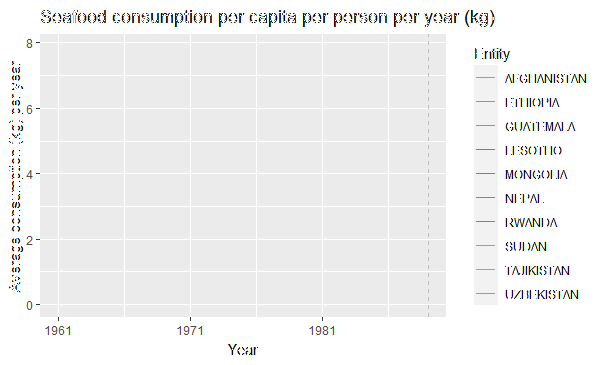 Seafood consumption per capita per person per year (kg)
Average consumption (kg) per year
8
6
4
2
0
1961
1971
1981
Year
Entity
AFGHANISTAN
ETHIOPIA
GUATEMALA
LESOTHO
MONGOLIA
NEPAL
RWANDA
SUDAN
TAJIKISTAN
UZBEKISTAN